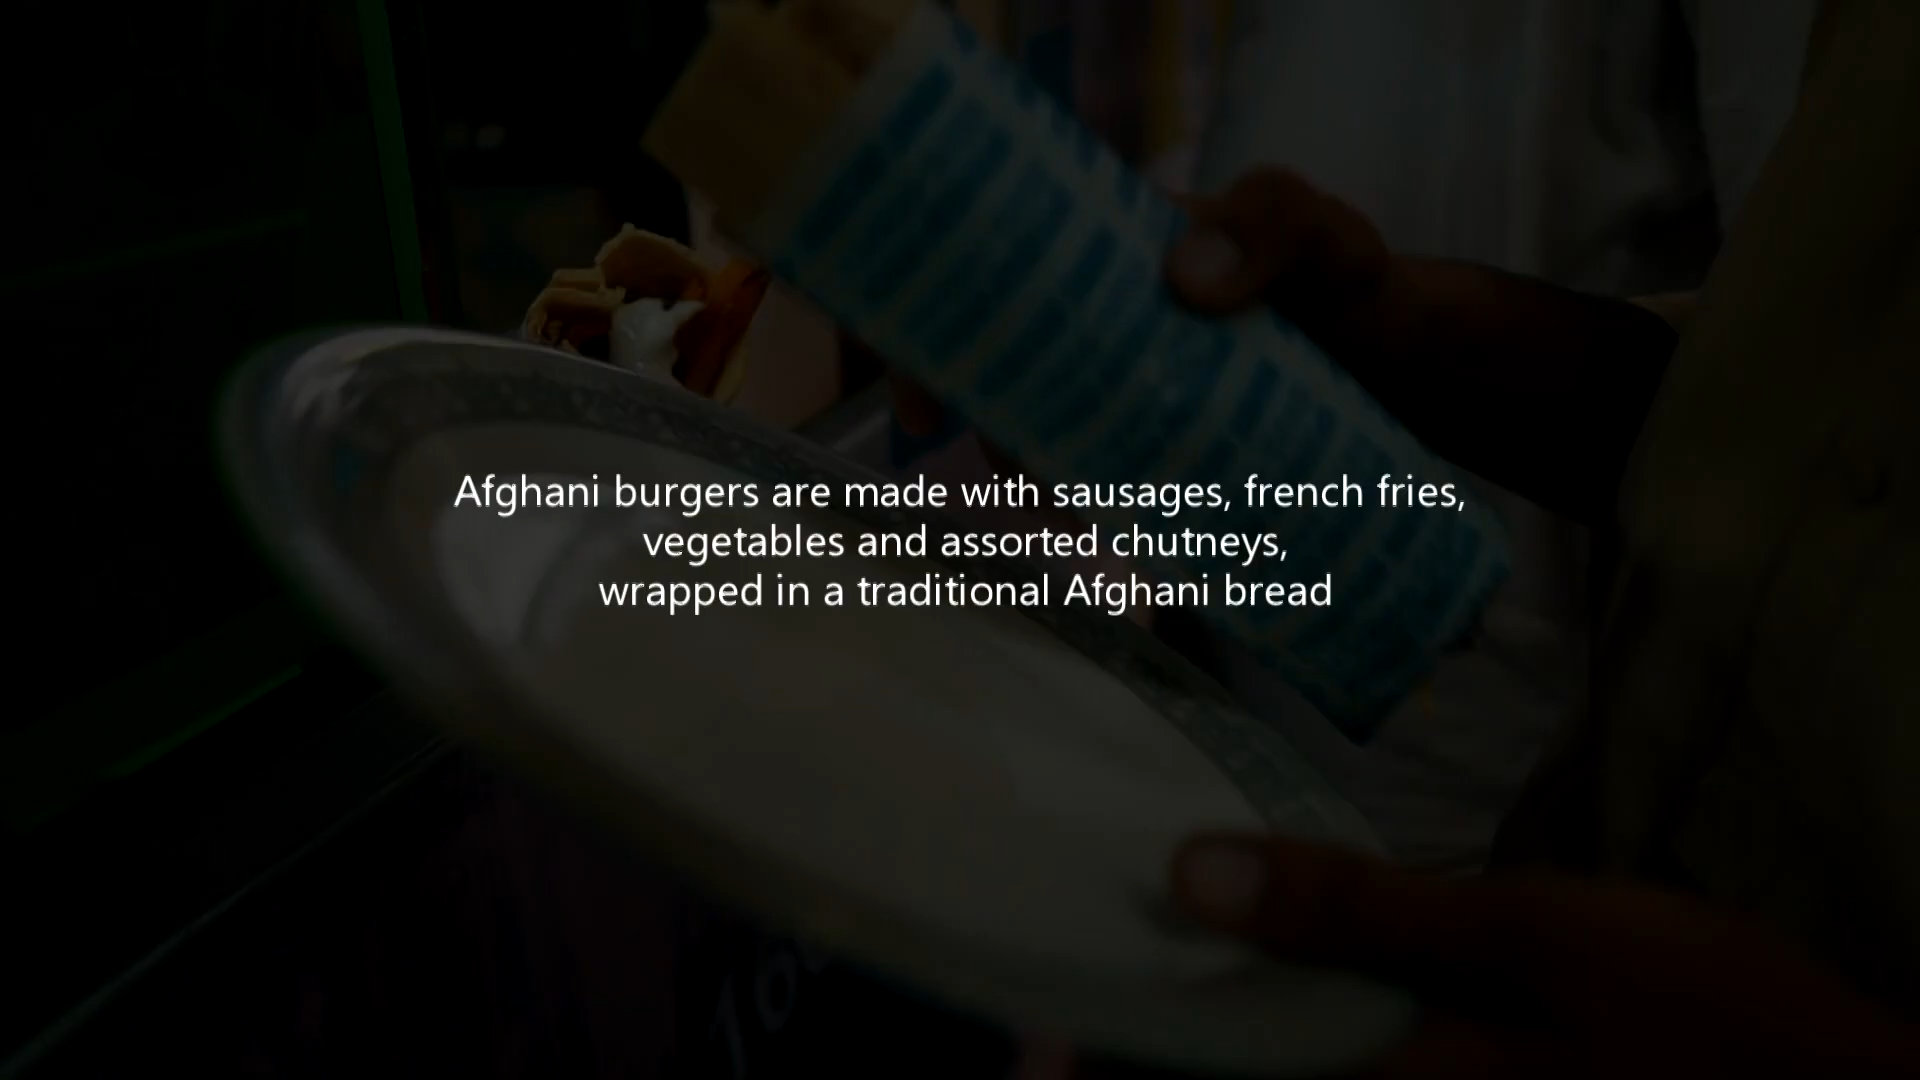 Afghani burgers are made with sausages, french fries,
vegetables and assorted chutneys,
wrapped in a traditional Afghani bread